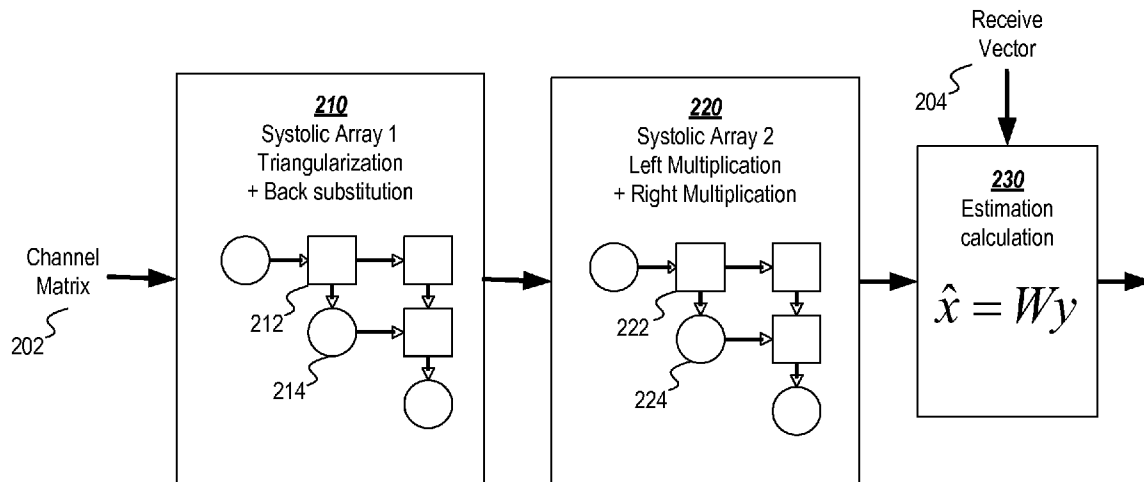 Channel
Matrix
202
210
Systolic Array 1
Triangularization
+ Back substitution
212
214
220
Systolic Array 2
Left Multiplication
+ Right Multiplication
222
224
Receive
Vector
204
230
Estimation
calculation
x̂ = Wy